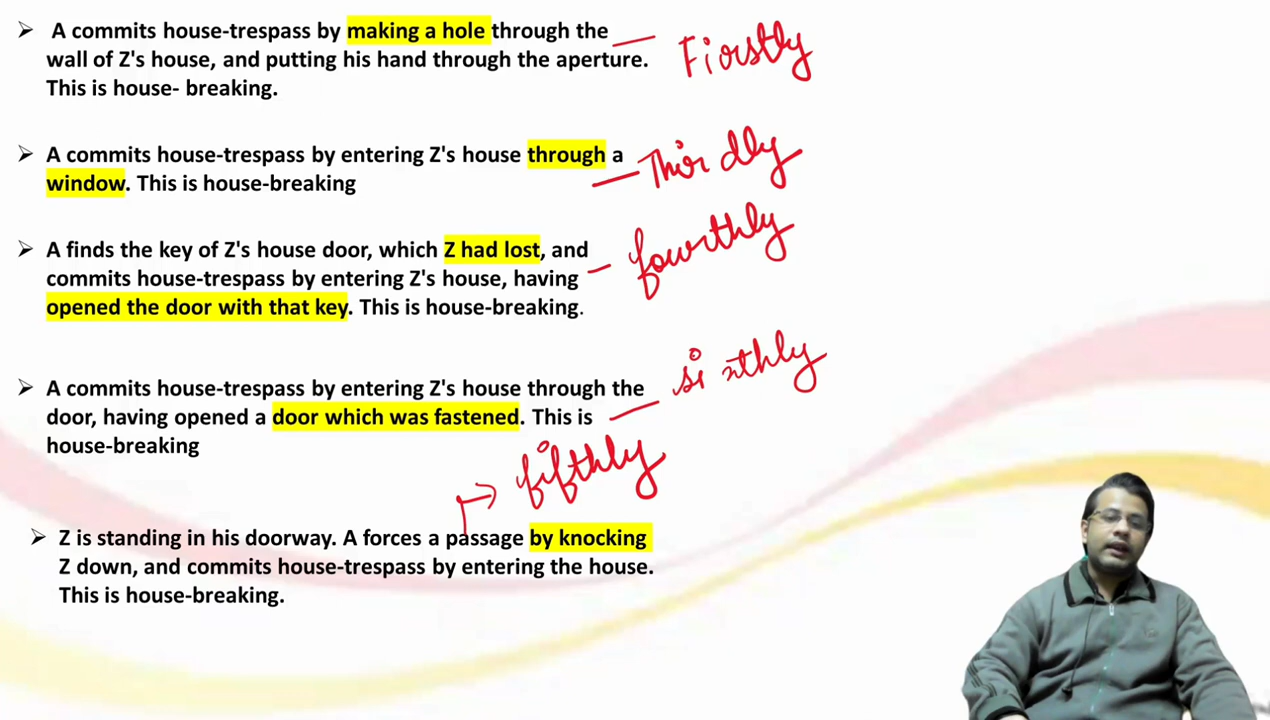 ➢ A commits house-trespass by making a hole through the
wall of Z's house, and putting his hand through the aperture.
This is house- breaking.
Fiorstly
➢ A commits house-trespass by entering Z's house through a
window. This is house-breaking
Thirdly
➢ A finds the key of Z's house door, which Z had lost, and
commits house-trespass by entering Z's house, having
opened the door with that key. This is house-breaking.
fourthly
➢ A commits house-trespass by entering Z's house through the
door, having opened a door which was fastened. This is
house-breaking
sixthly
fifthly
➢ Z is standing in his doorway. A forces a passage by knocking
Z down, and commits house-trespass by entering the house.
This is house-breaking.